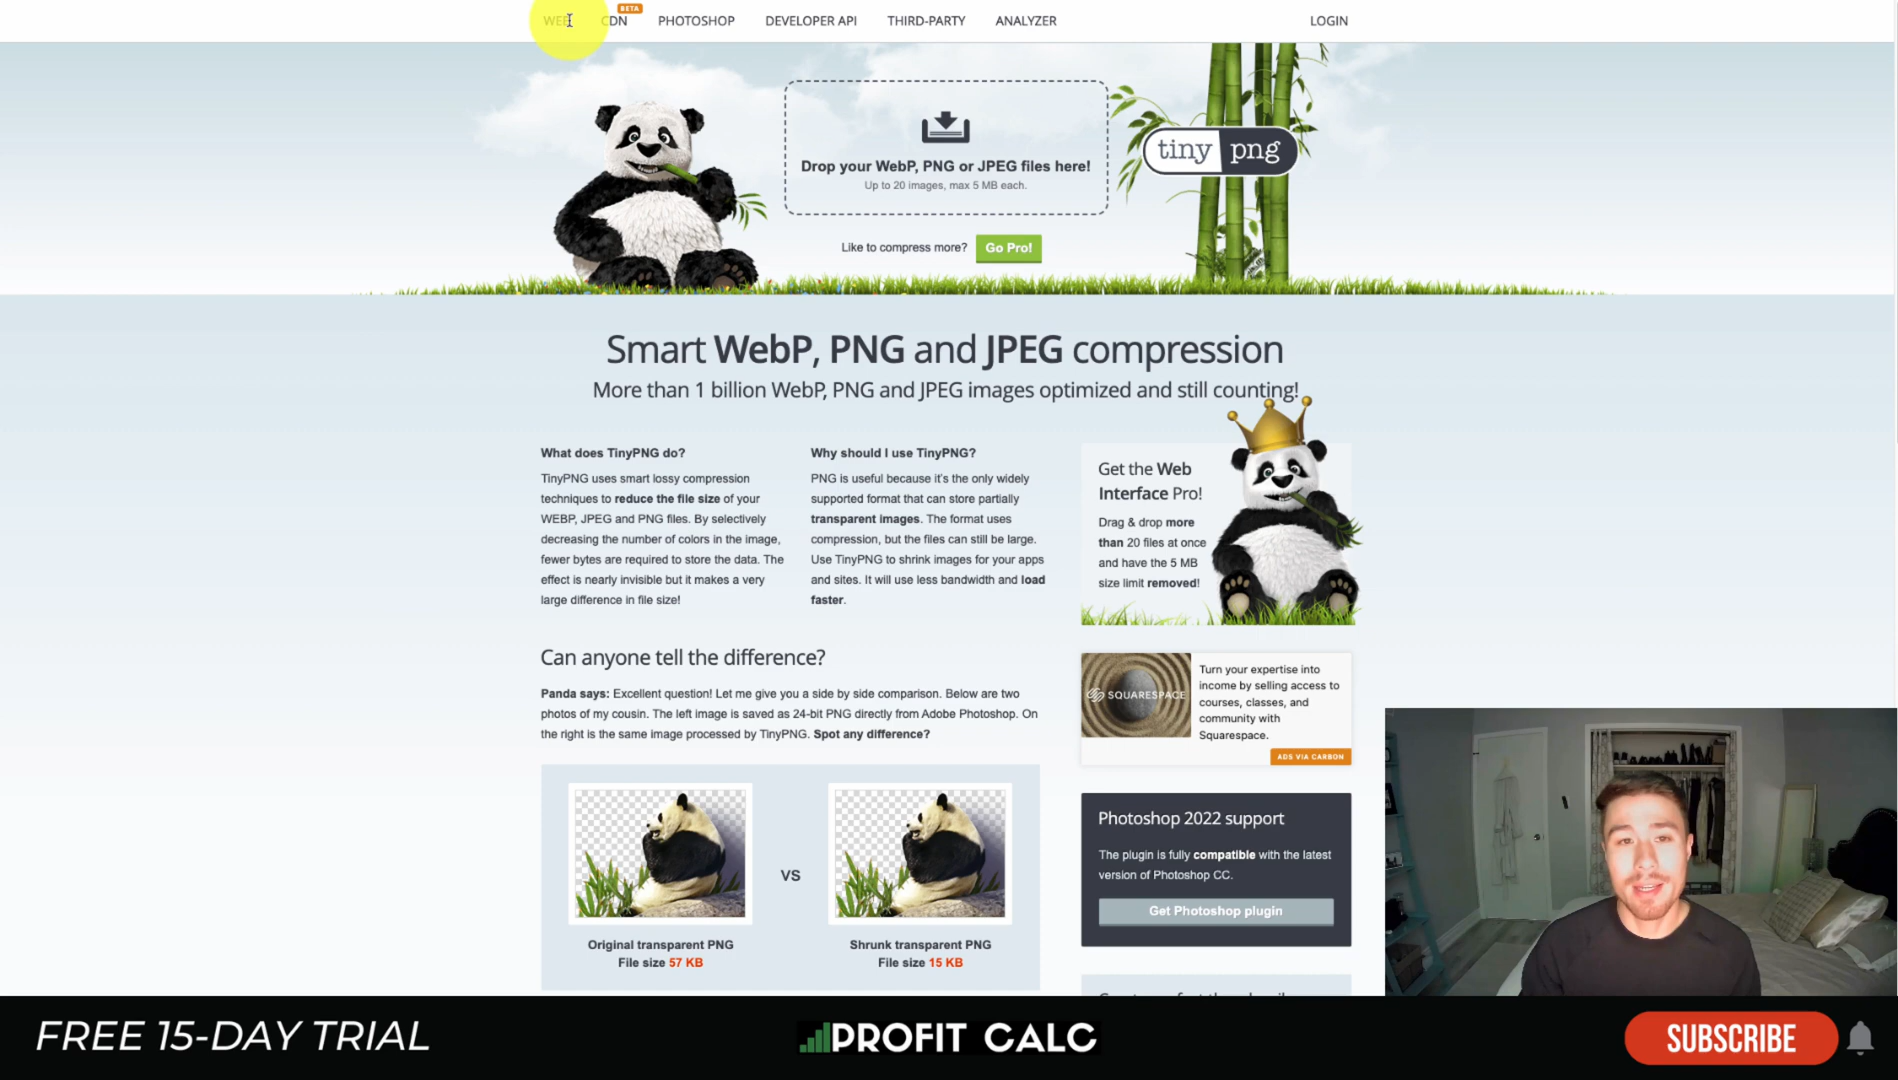 WEB CDN BETA PHOTOSHOP DEVELOPER API THIRD-PARTY ANALYZER LOGIN
Drop your WebP, PNG or JPEG files here!
Up to 20 images, max 5 MB each.
tiny png
Like to compress more? Go Pro!
Smart WebP, PNG and JPEG compression
More than 1 billion WebP, PNG and JPEG images optimized and still counting!
What does TinyPNG do?
TinyPNG uses smart lossy compression
techniques to reduce the file size of your
WEBP, JPEG and PNG files. By selectively
decreasing the number of colors in the image,
fewer bytes are required to store the data. The
effect is nearly invisible but it makes a very
large difference in file size!
Why should I use TinyPNG?
PNG is useful because it's the only widely
supported format that can store partially
transparent images. The format uses
compression, but the files can still be large.
Use TinyPNG to shrink images for your apps
and sites. It will use less bandwidth and load
faster.
Get the Web
Interface Pro!
Drag & drop more
than 20 files at once
and have the 5 MB
size limit removed!
Can anyone tell the difference?
Panda says: Excellent question! Let me give you a side by side comparison. Below are two
photos of my cousin. The left image is saved as 24-bit PNG directly from Adobe Photoshop. On
the right is the same image processed by TinyPNG. Spot any difference?
SQUARESPACE
Turn your expertise into
income by selling access to
courses, classes, and
community with
Squarespace.
ADS VIA CARBON
VS
Original transparent PNG
File size 57 KB
Shrunk transparent PNG
File size 15 KB
Photoshop 2022 support
The plugin is fully compatible with the latest
version of Photoshop CC.
Get Photoshop plugin
FREE 15-DAY TRIAL
PROFIT CALC
SUBSCRIBE